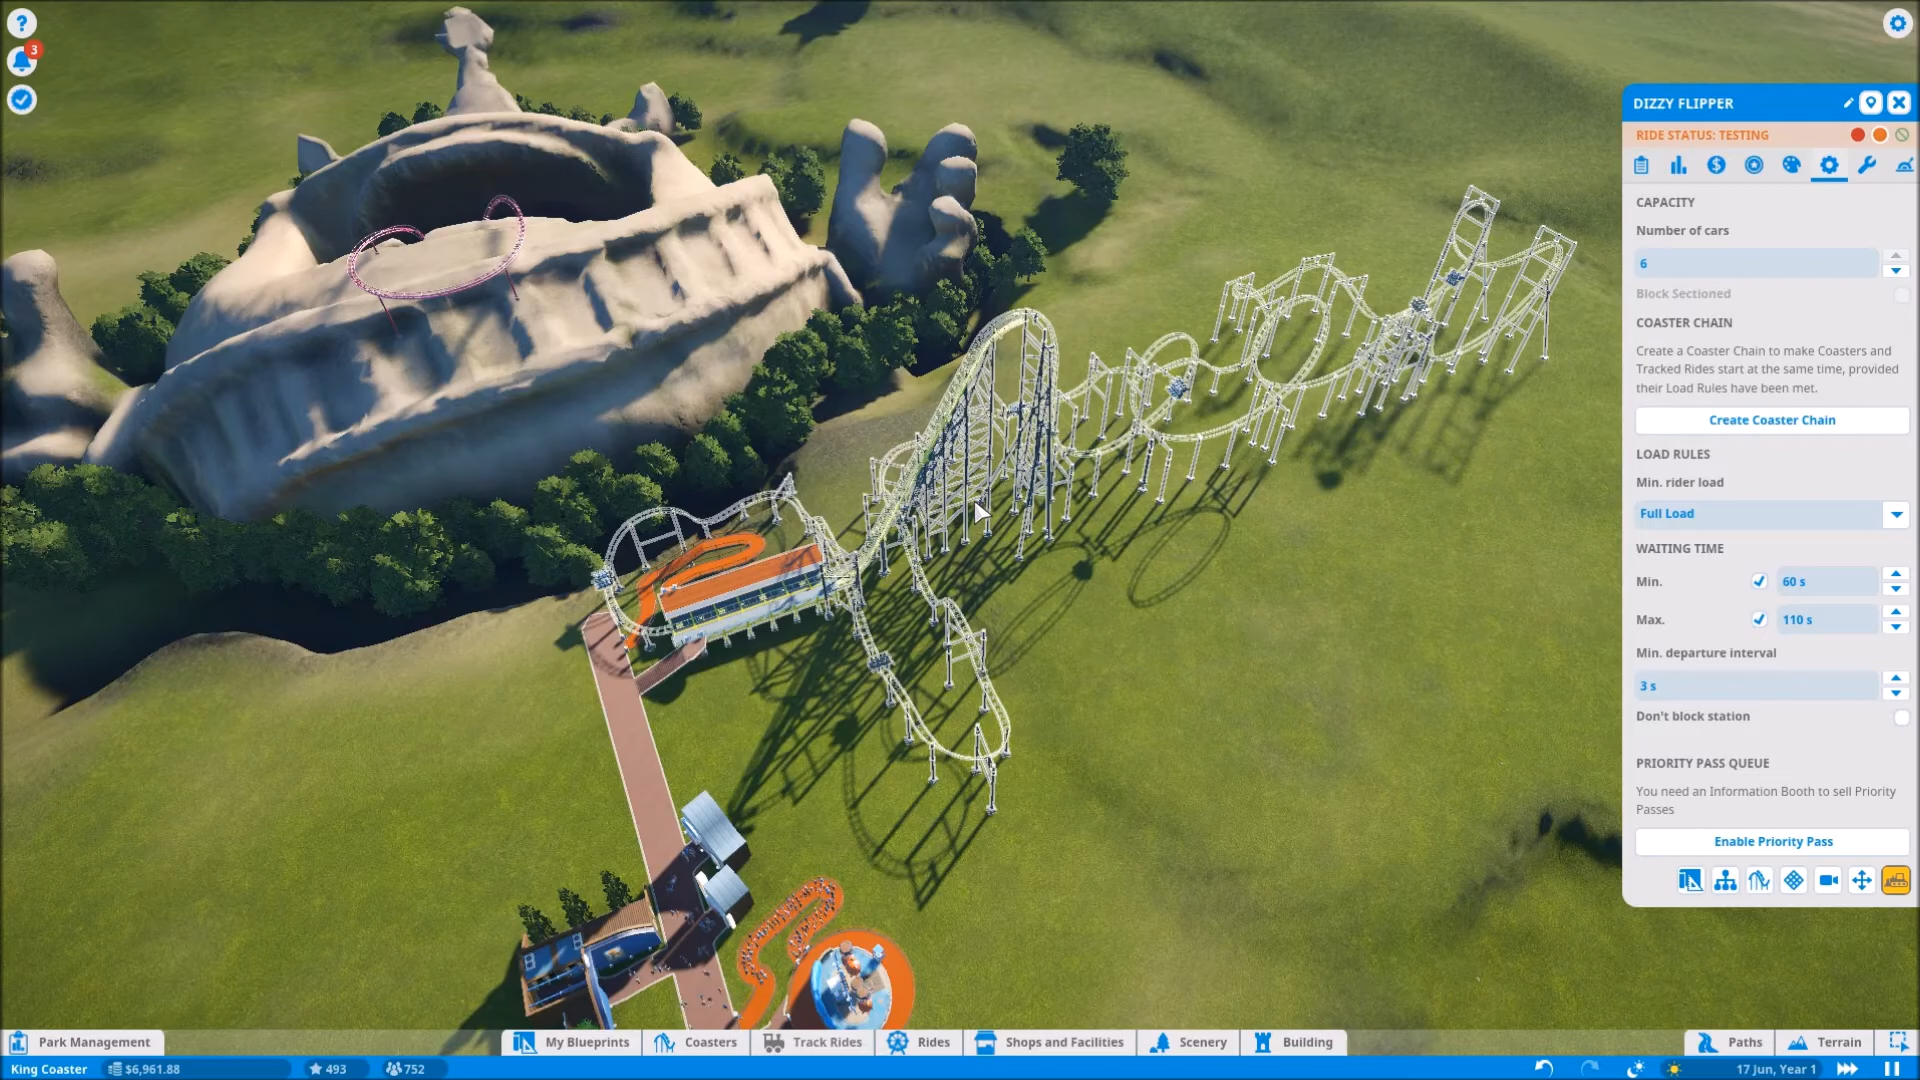 ?
3
DIZZY FLIPPER
RIDE STATUS: TESTING
CAPACITY
Number of cars
6
Block Sectioned
COASTER CHAIN
Create a Coaster Chain to make Coasters and
Tracked Rides start at the same time, provided
their Load Rules have been met.
Create Coaster Chain
LOAD RULES
Min. rider load
Full Load
WAITING TIME
Min.
60 s
Max.
110 s
Min. departure interval
3 s
Don't block station
PRIORITY PASS QUEUE
You need an Information Booth to sell Priority
Passes
Enable Priority Pass
Park Management
My Blueprints
Coasters
Track Rides
Rides
Shops and Facilities
Scenery
Building
Paths
Terrain
King Coaster
$6,961.88
493
752
17 Jun, Year 1